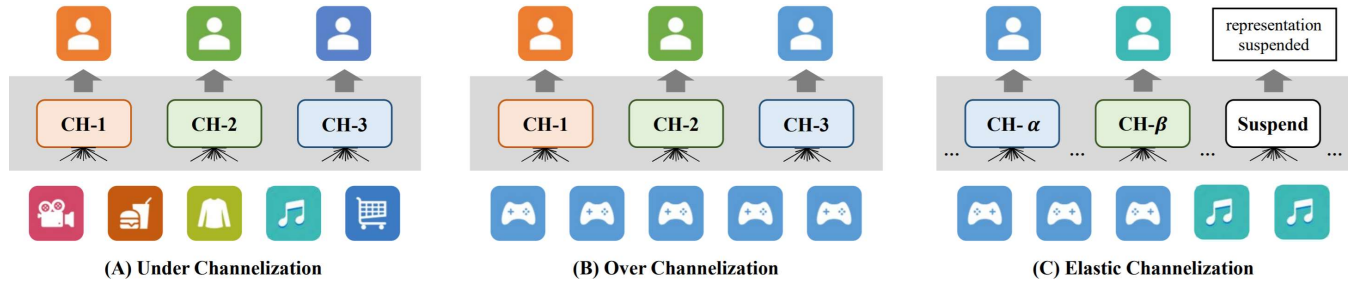 representation
suspended
CH-1
CH-2
CH-3
CH-1
CH-2
CH-3
... CH- α ... CH-β ... Suspend ...
(A) Under Channelization
(B) Over Channelization
(C) Elastic Channelization